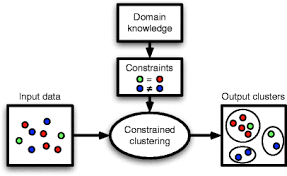 Domain
knowledge
Constraints
=
≠
Input data
Constrained
clustering
Output clusters